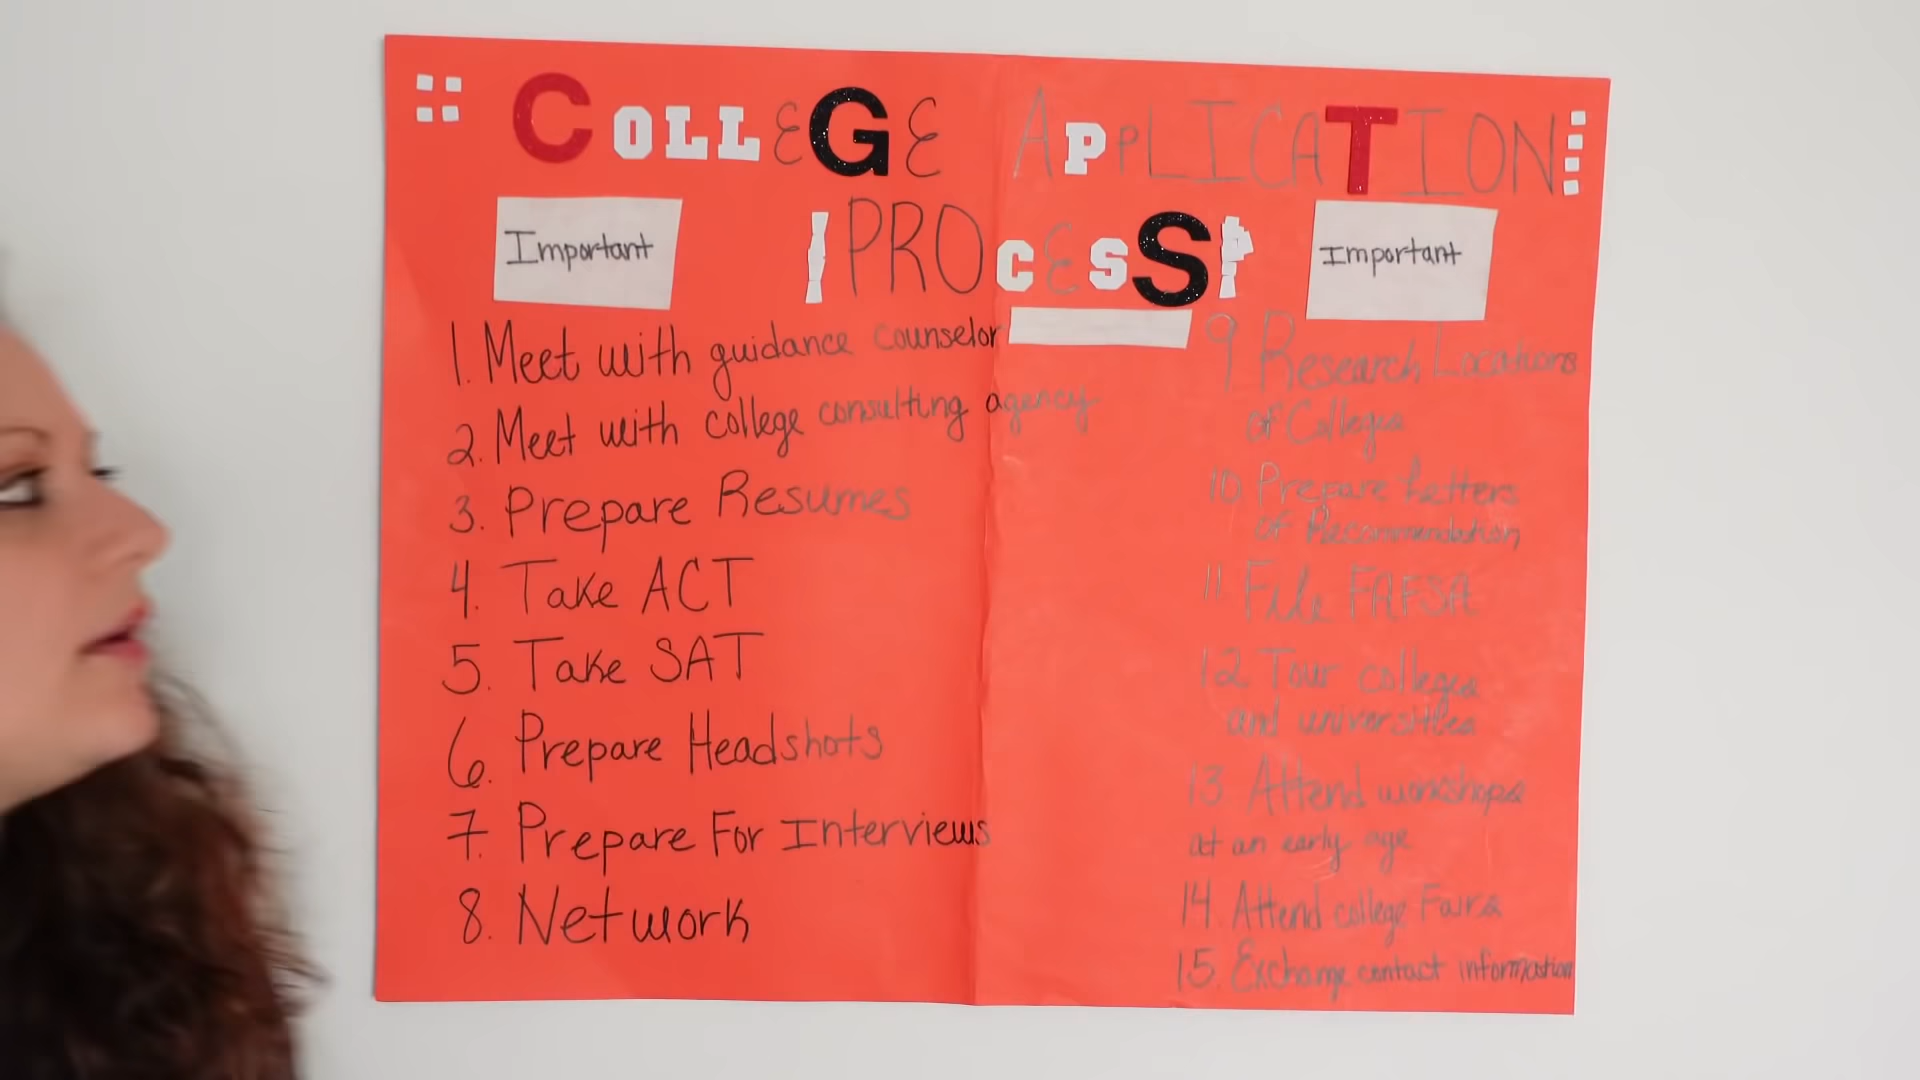 COLLEGE APPLICATION
PROCESS
Important
Important
1. Meet with guidance counselor
2. Meet with college consulting agency
3. Prepare Resumes
4. Take ACT
5. Take SAT
6. Prepare Headshots
7. Prepare For Interviews
8. Network
9 Research Locations
of Colleges
10. Prepare Letters
of Recommendation
11 File FAFSA
12 Tour colleges
and universities
13. Attend workshops
at an early age
14. Attend college Fairs
15. Exchange contact information